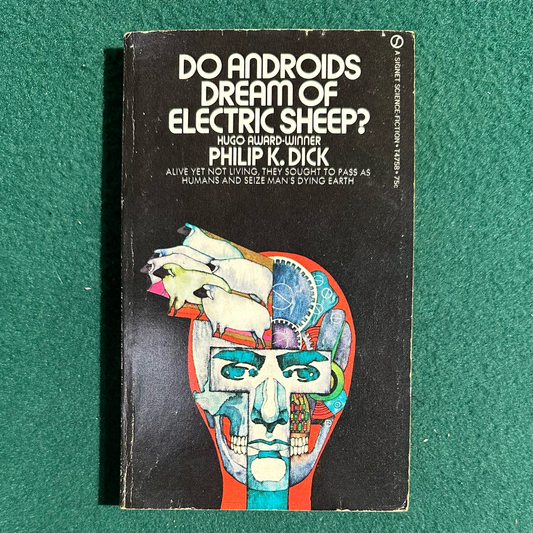 DO ANDROIDS
DREAM OF
ELECTRIC SHEEP?
HUGO AWARD-WINNER
PHILIP K. DICK
ALIVE YET NOT LIVING, THEY SOUGHT TO PASS AS
HUMANS AND SEIZE MAN'S DYING EARTH
A SIGNET SCIENCE-FICTION • T4758 • 75c